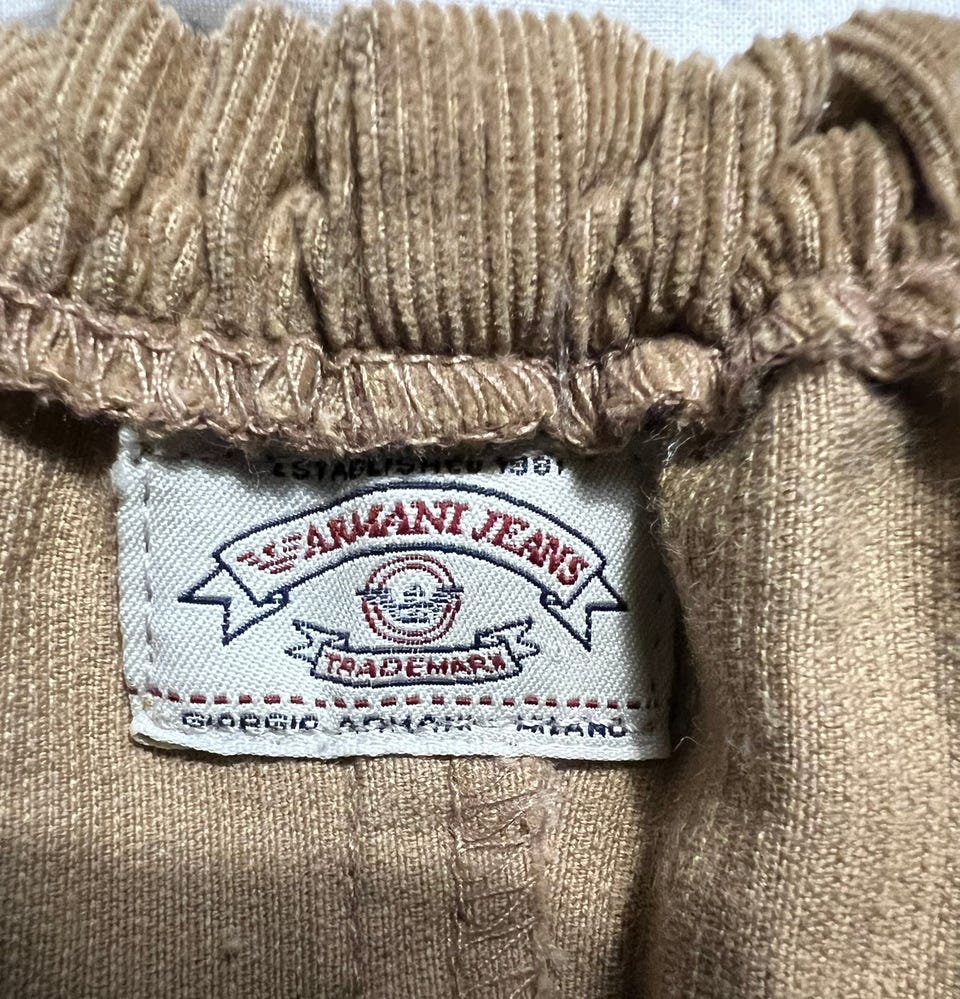 ESTABLISHED 1981
ARMANI JEANS
TRADEMARK
GIORGIO ARMANI - MILANO